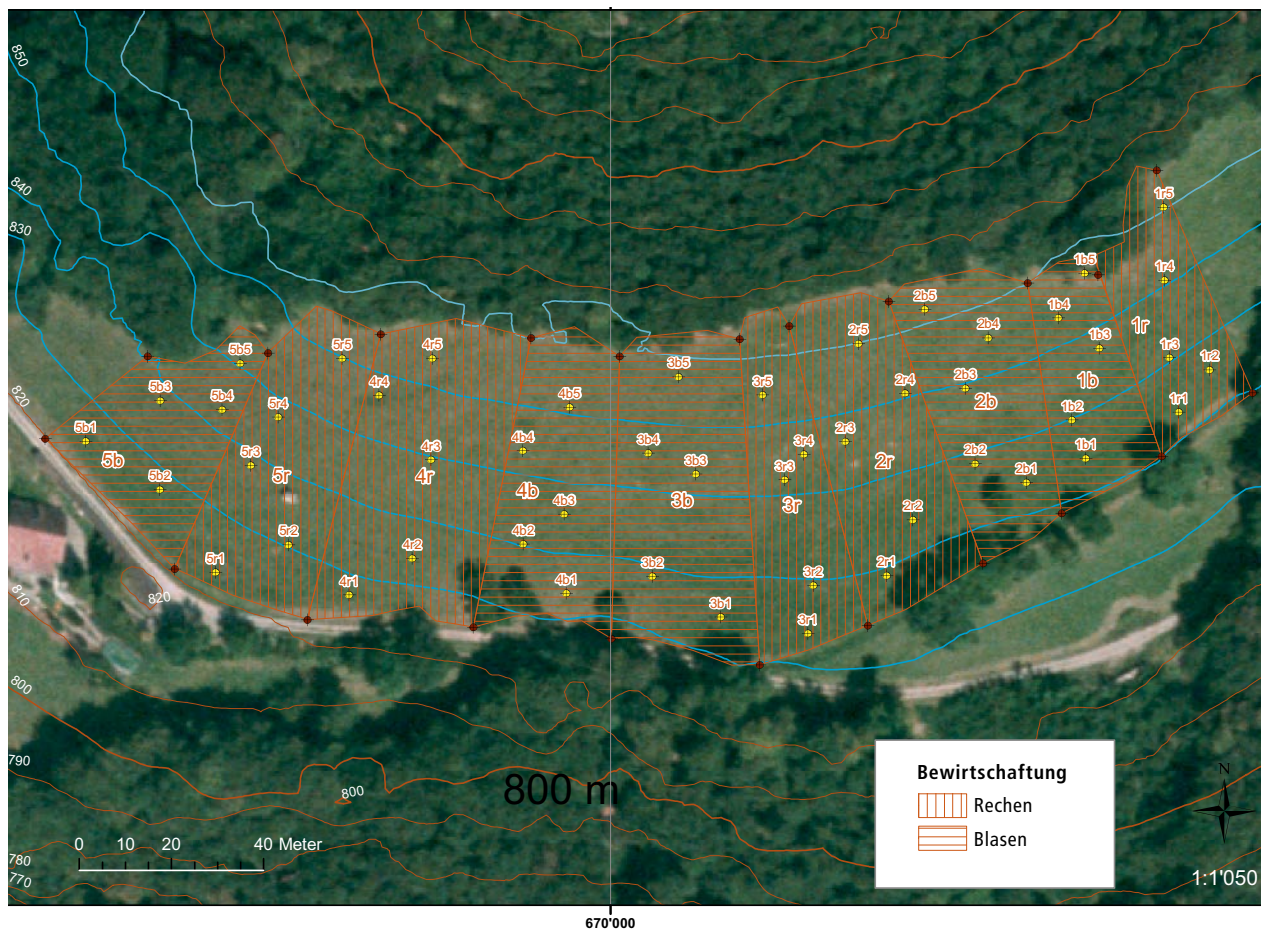 850
840
830
820
810
800
790
780
770
820
800
1r5
1b5
1r4
2b5
1b4
1r
2r5
2b4
1b3
1r3
1r2
5b5
5r5
4r5
3b5
2b3
1b
5b3
5b4
5r4
4r4
4b5
3r5
2r4
2b
1b2
1r1
5b1
5b
5r3
4r3
4b4
3b4
3r4
2r3
2b2
1b1
5b2
5r
4r
4b
3b3
3r3
2r
2b1
4b3
3b
3r
5r2
4b2
2r2
5r1
4r2
3b2
3r2
2r1
4r1
4b1
3b1
3r1
800 m
Bewirtschaftung
Rechen
Blasen
N
0 10 20 40 Meter
1:1'050
670'000